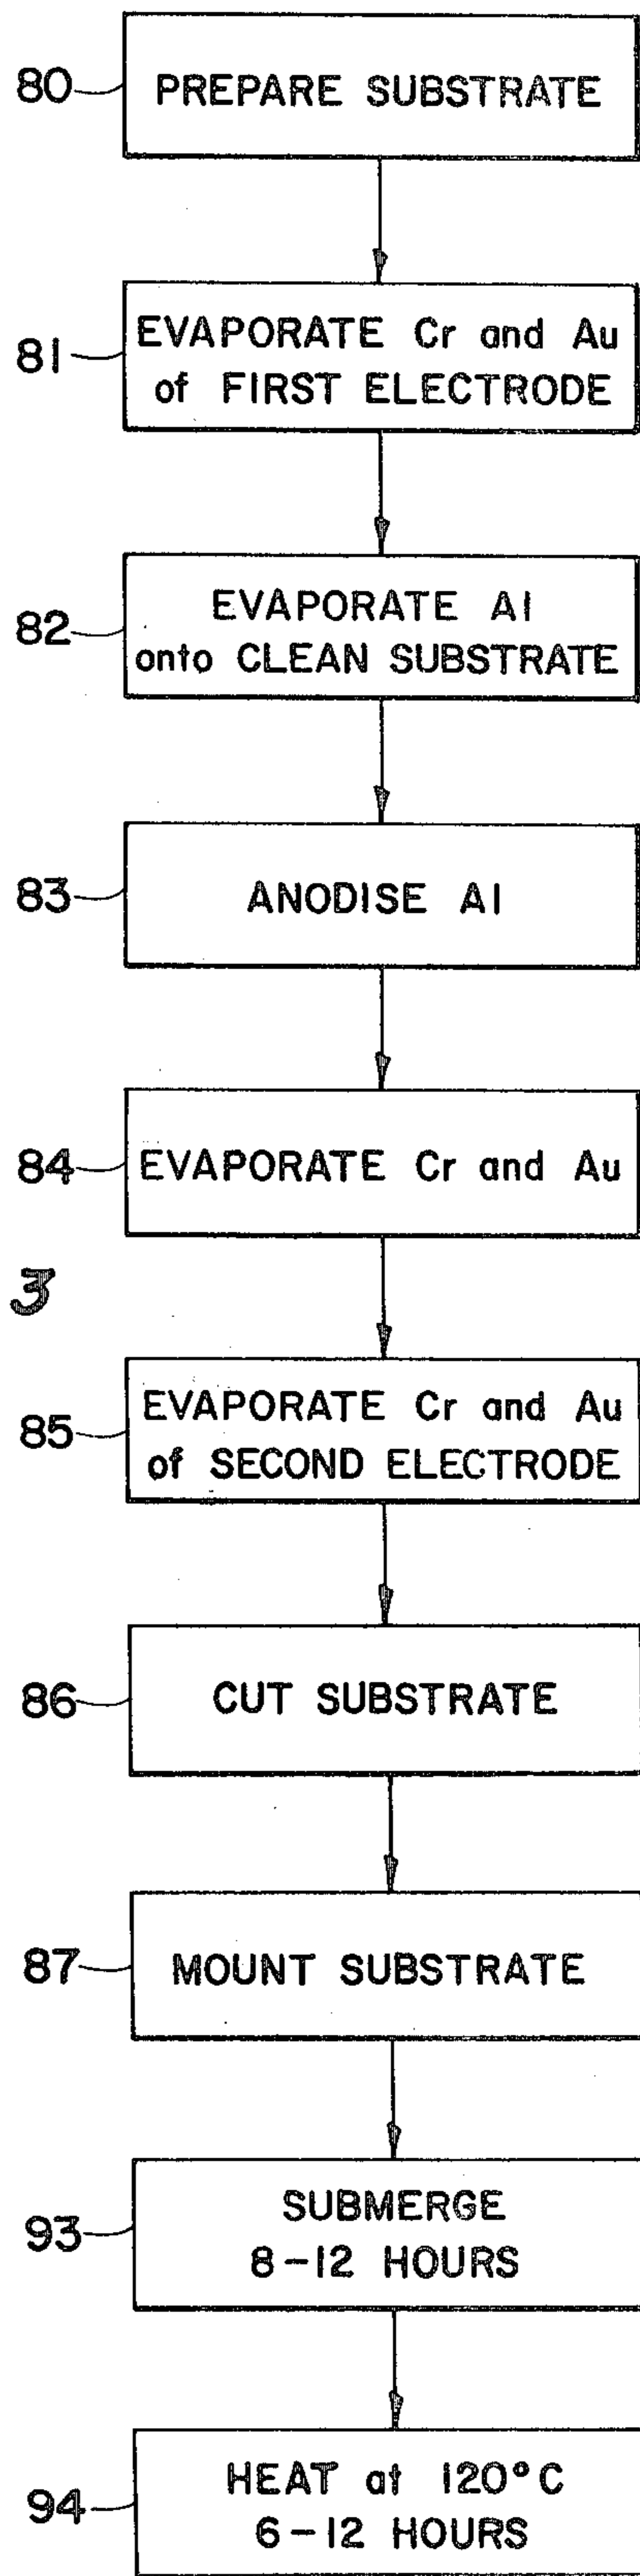 80 PREPARE SUBSTRATE
81 EVAPORATE Cr and Au
of FIRST ELECTRODE
82 EVAPORATE Al
onto CLEAN SUBSTRATE
83 ANODISE Al
84 EVAPORATE Cr and Au
3
85 EVAPORATE Cr and Au
of SECOND ELECTRODE
86 CUT SUBSTRATE
87 MOUNT SUBSTRATE
93 SUBMERGE
8-12 HOURS
94 HEAT at 120°C
6-12 HOURS